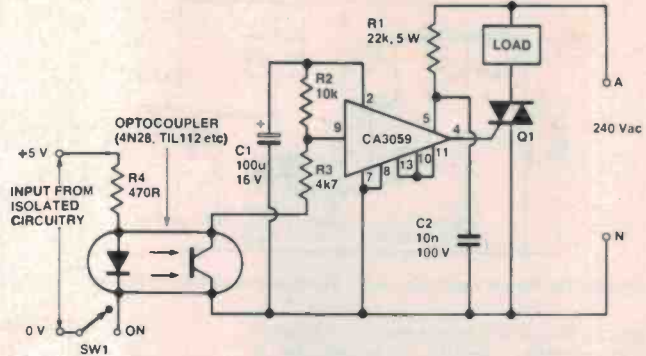 R1
22k, 5 W
LOAD
A
R2
10k
2
OPTOCOUPLER
(4N28, TIL112 etc)
5
4
Q1
240 Vac
9
CA3059
+
C1
100u
16 V
13
10
11
7
8
+5 V
R3
4k7
R4
470R
INPUT FROM
ISOLATED
CIRCUITRY
C2
10n
100 V
N
0 V
ON
SW1